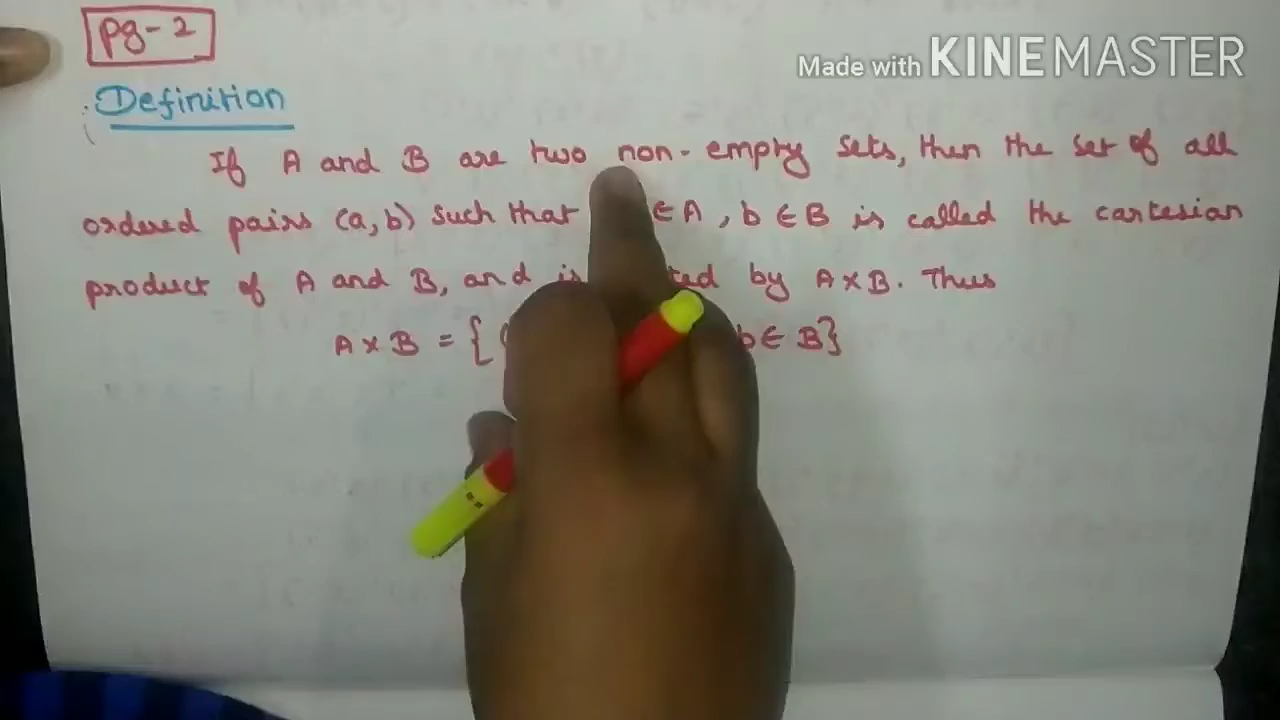 pg-2
Made with KINEMASTER
Definition
If A and B are two non-empty sets, then the set of all
ordered pairs (a,b) such that ∈ A, b ∈ B is called the cartesian
product of A and B, and is by A×B. Thus
A×B = { b ∈ B}